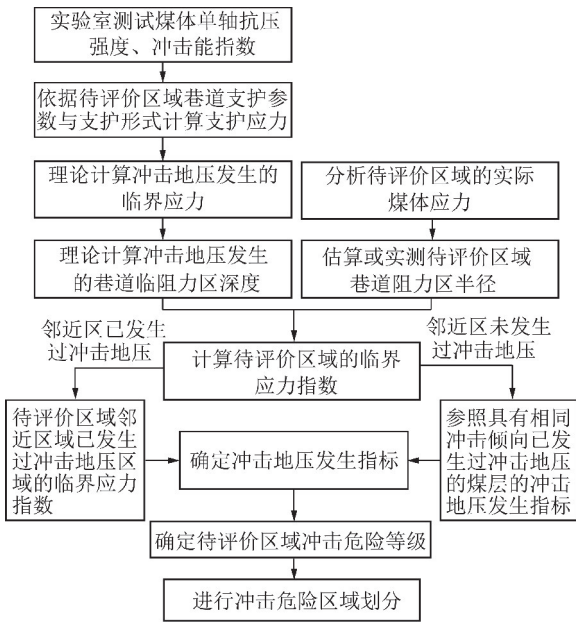 实验室测试煤体单轴抗压
强度、冲击能指数
依据待评价区域巷道支护参
数与支护形式计算支护应力
理论计算冲击地压发生的
临界应力
分析待评价区域的实际
煤体应力
理论计算冲击地压发生
的巷道临阻力区深度
估算或实测待评价区域
巷道阻力区半径
邻近区已发生
过冲击地压
邻近区未发生
过冲击地压
计算待评价区域的临界
应力指数
待评价区域邻
近区域已发生
过冲击地压区
域的临界应力
指数
确定冲击地压发生指标
参照具有相同
冲击倾向已发
生过冲击地压
的煤层的冲击
地压发生指标
确定待评价区域冲击危险等级
进行冲击危险区域划分